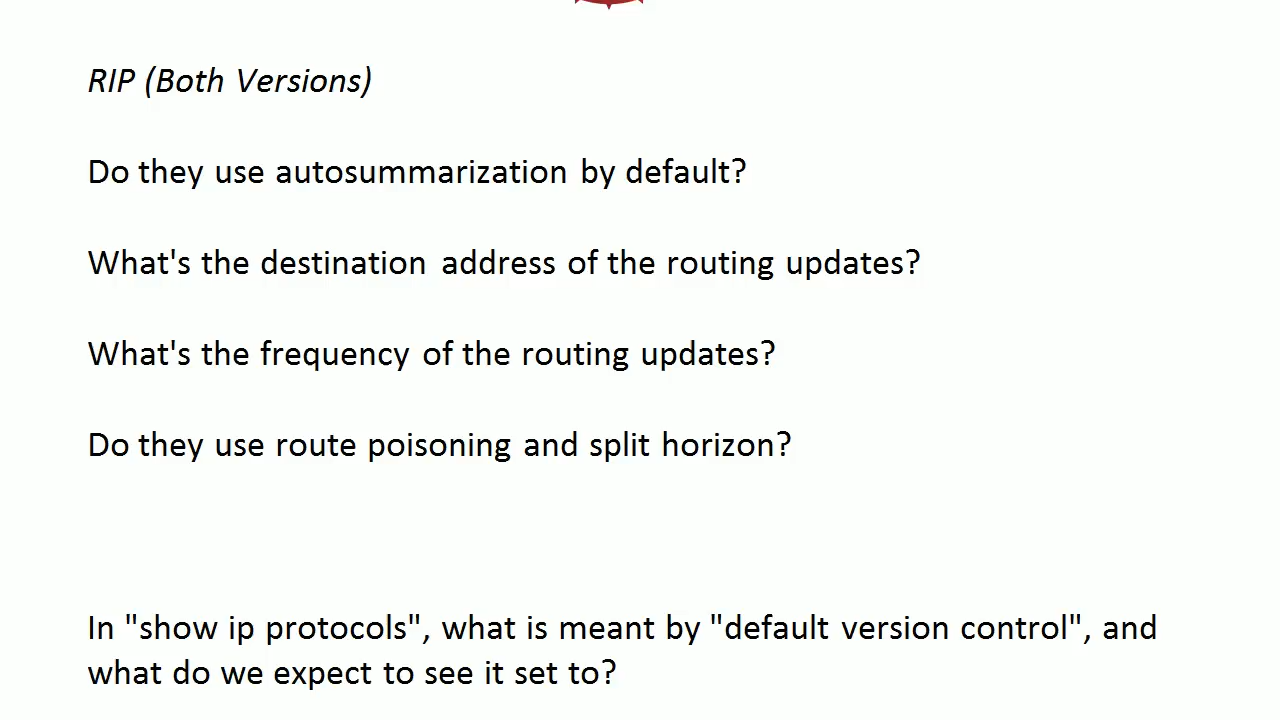 RIP (Both Versions)
Do they use autosummarization by default?
What's the destination address of the routing updates?
What's the frequency of the routing updates?
Do they use route poisoning and split horizon?
In "show ip protocols", what is meant by "default version control", and
what do we expect to see it set to?